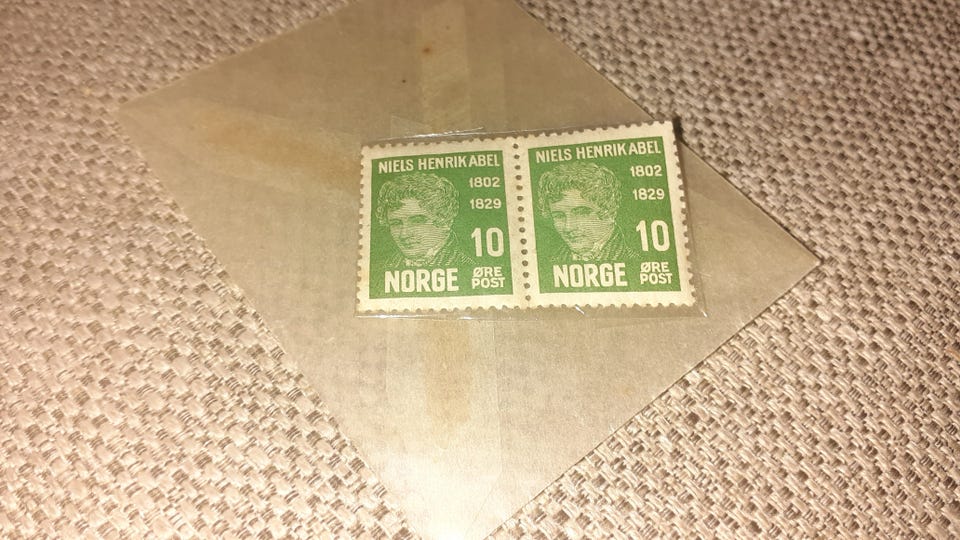 NIELS HENRIK ABEL
1802
1829
10
NORGE ØRE
POST
NIELS HENRIK ABEL
1802
1829
10
NORGE ØRE
POST